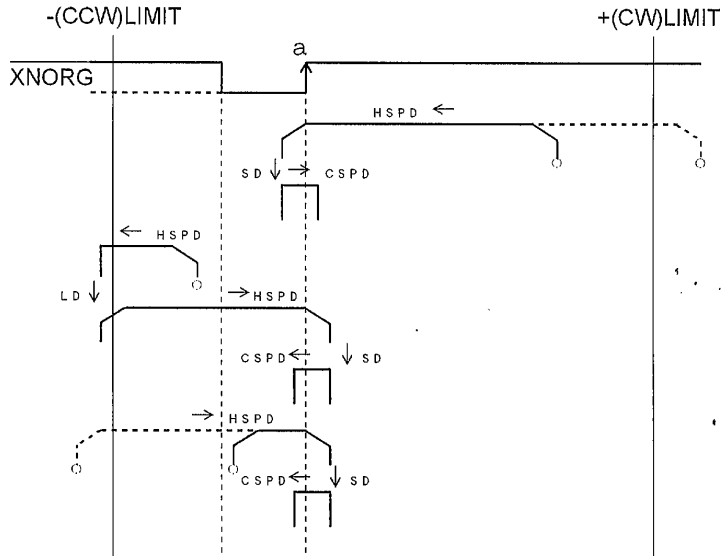 -(CCW)LIMIT +(CW)LIMIT
a
XNORG
HSPD
SD CSPD
HSPD
LD HSPD
CSPD SD
HSPD
CSPD SD